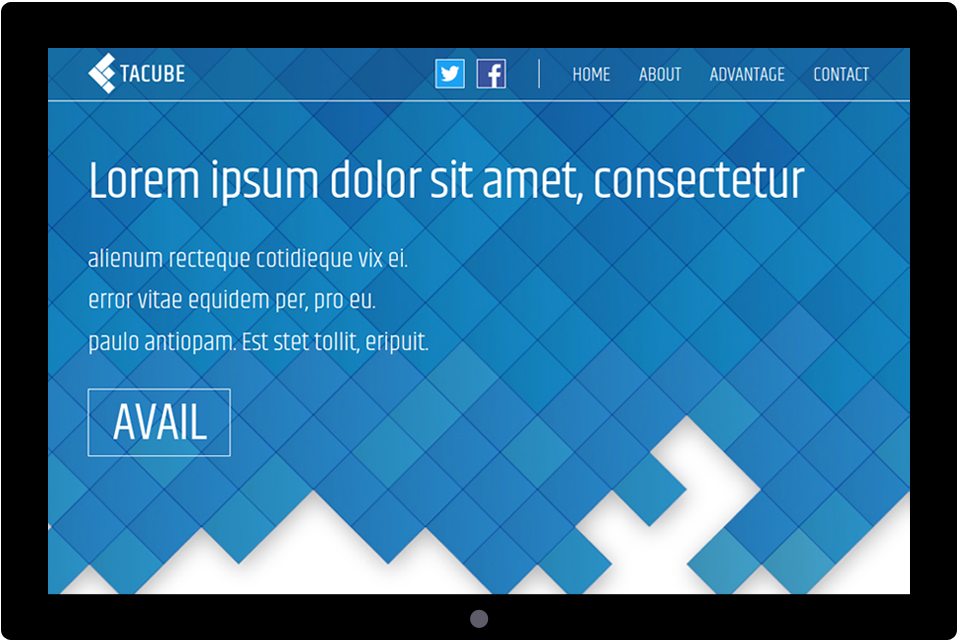 TACUBE
HOME ABOUT ADVANTAGE CONTACT
Lorem ipsum dolor sit amet, consectetur
alienum recteque cotidieque vix ei.
error vitae equidem per, pro eu.
paulo antiopam. Est stet tollit, eripuit.
AVAIL